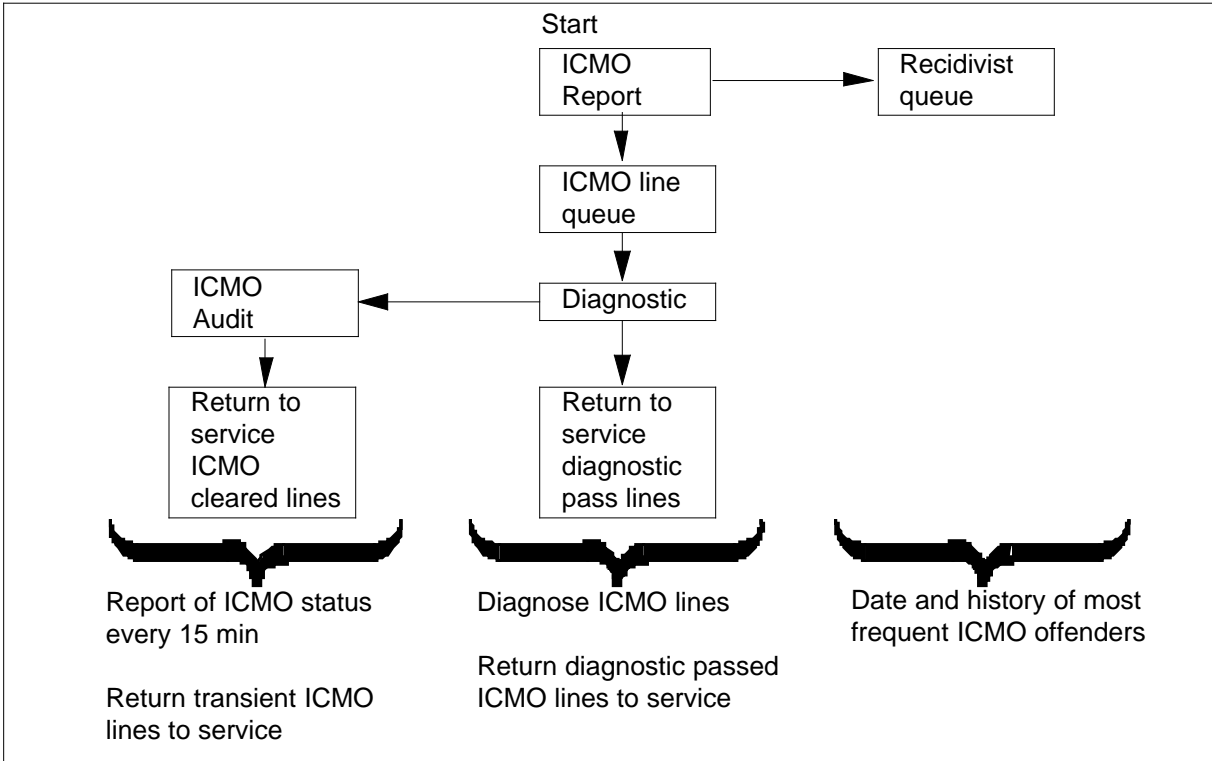 Start
ICMO
Report
Recidivist
queue
ICMO line
queue
ICMO
Audit
Diagnostic
Return to
service
ICMO
cleared lines
Return to
service
diagnostic
pass lines
Report of ICMO status
every 15 min
Return transient ICMO
lines to service
Diagnose ICMO lines
Return diagnostic passed
ICMO lines to service
Date and history of most
frequent ICMO offenders